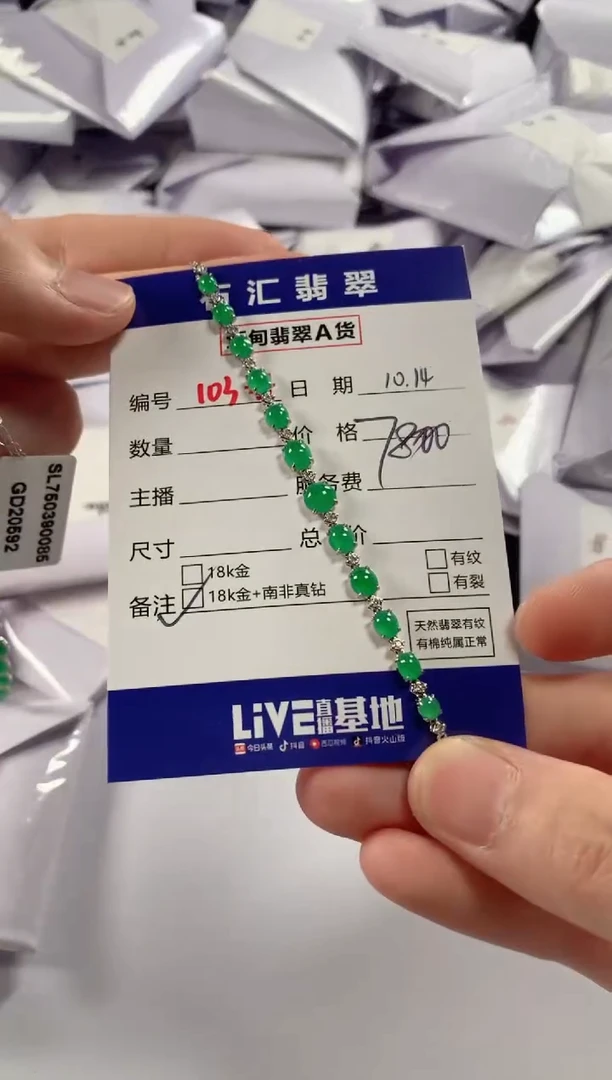 汇翡翠
甸翡翠A货
编号 103 日 期 10.14
数量 价 格 7800
主播 服务费
尺寸 总 价
备注 18k金
18k金+南非真钻
有纹
有裂
天然翡翠有纹
有棉纯属正常
LiVE直播基地
今日头条 抖音 西瓜视频 抖音火山版
SL760390085
GD20592